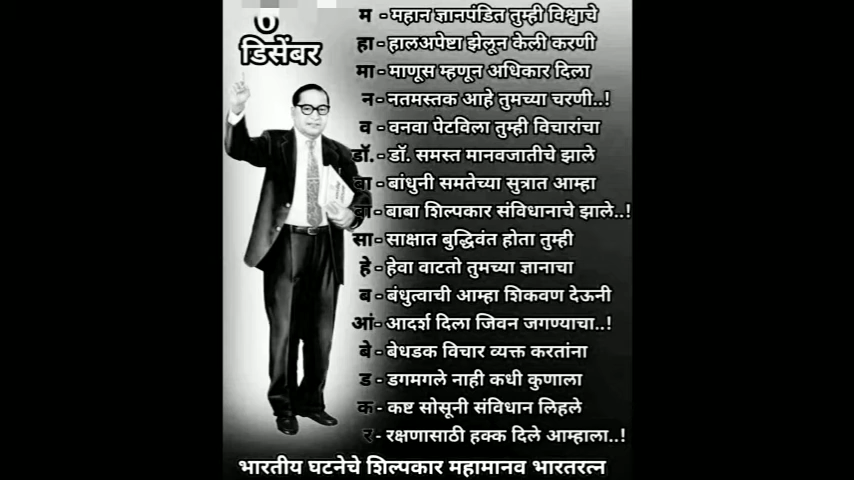 6
डिसेंबर
म - महान ज्ञानपंडित तुम्ही विश्वाचे
हा - हालअपेष्टा झेलून केली करणी
मा - माणूस म्हणून अधिकार दिला
न - नतमस्तक आहे तुमच्या चरणी..!
व - वनवा पेटविला तुम्ही विचारांचा
डॉ. - डॉ. समस्त मानवजातीचे झाले
बा - बांधुनी समतेच्या सुत्रात आम्हा
बा - बाबा शिल्पकार संविधानाचे झाले..!
सा - साक्षात बुद्धिवंत होता तुम्ही
हे - हेवा वाटतो तुमच्या ज्ञानाचा
ब - बंधुत्वाची आम्हा शिकवण देऊनी
आं - आदर्श दिला जिवन जगण्याचा..!
बे - बेधडक विचार व्यक्त करतांना
ड - डगमगले नाही कधी कुणाला
क - कष्ट सोसूनी संविधान लिहले
र - रक्षणासाठी हक्क दिले आम्हाला..!
भारतीय घटनेचे शिल्पकार महामानव भारतरत्न